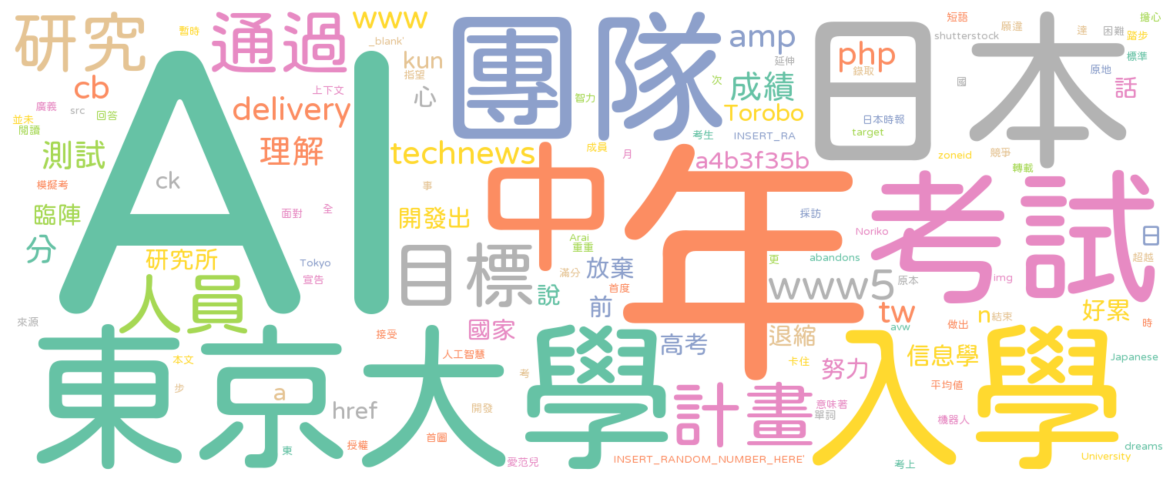 研究
暫時
通過
www
_blank'
團隊
amp
日本
短語
shutterstock
願違
達
困難
擔心
踏步
cb
kun
指望
心
延伸
php
錄取
國
原地
標準
廣義
src
並未
閱讀
回答
上下文
delivery
智力
次
成績
Torobo
日本時報
target
話
AI
測試
理解
technews
成員
考生
INSERT_RA
月
a4b3f35b
zoneid
競爭
轉載
模擬考
ck
中
年
考試
臨陣
面對
全
事
開發出
採訪
Noriko
分
研究所
Tokyo
宣告
目標
Arai
重重
滿分
放棄
更
abandons
www5
原本
img
日
超越
人員
說
首度
前
tw
avw
n
結束
做出
好累
時
來源
東京大學
接受
國家
高考
退縮
入學
人工智慧
卡住
信息學
Japanese
本文
步
a
考
努力
平均值
href
開發
計畫
意味著
單詞
機器人
東
授權
首圖
愛范兒
INSERT_RANDOM_NUMBER_HERE'
考上
University
dreams